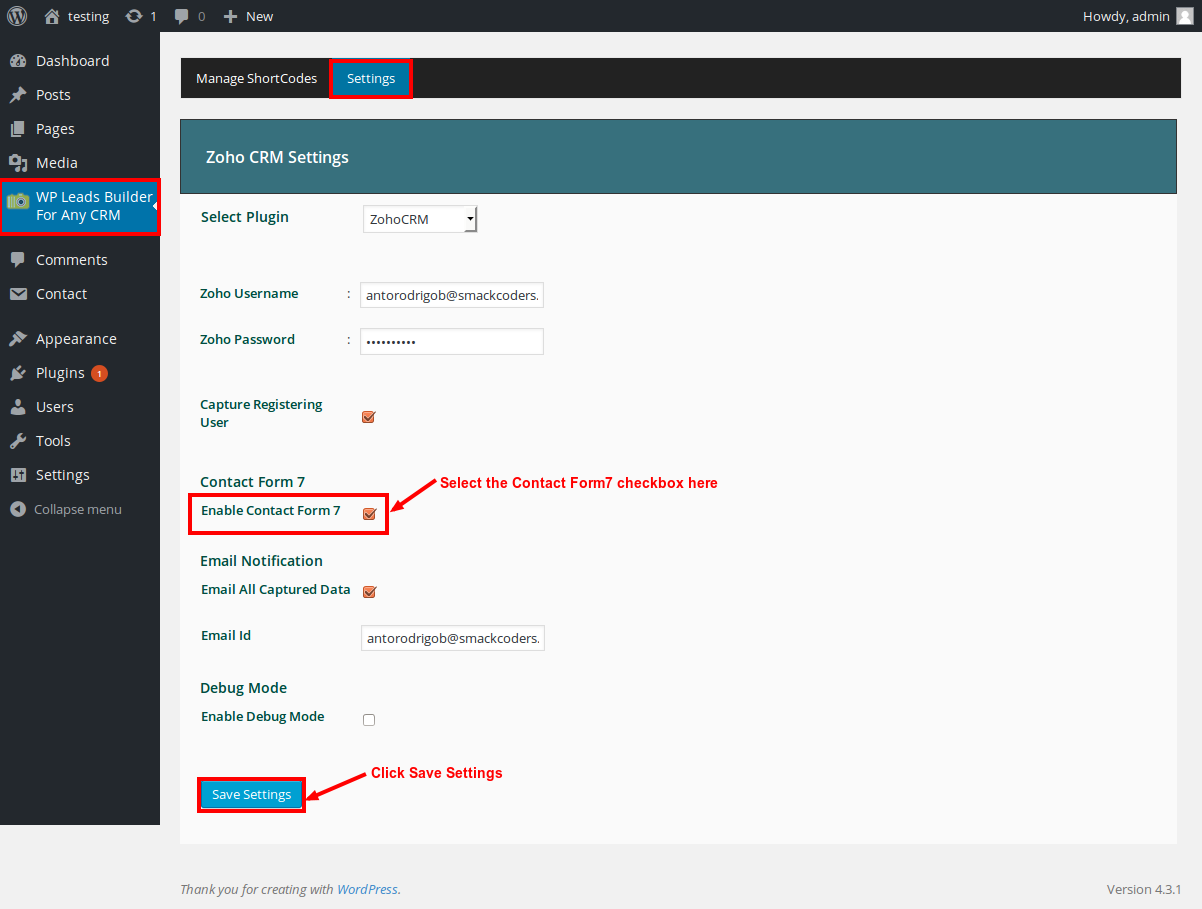 testing 1 0 New Howdy, admin
Dashboard
Posts
Pages
Media
WP Leads Builder
For Any CRM
Comments
Contact
Appearance
Plugins 1
Users
Tools
Settings
Collapse menu
Manage ShortCodes Settings
Zoho CRM Settings
Select Plugin ZohoCRM
Zoho Username : antorodrigob@smackcoders.
Zoho Password : ••••••••••
Capture Registering
User
Contact Form 7
Select the Contact Form7 checkbox here
Enable Contact Form 7
Email Notification
Email All Captured Data
Email Id antorodrigob@smackcoders.
Debug Mode
Enable Debug Mode
Click Save Settings
Save Settings
Thank you for creating with WordPress. Version 4.3.1